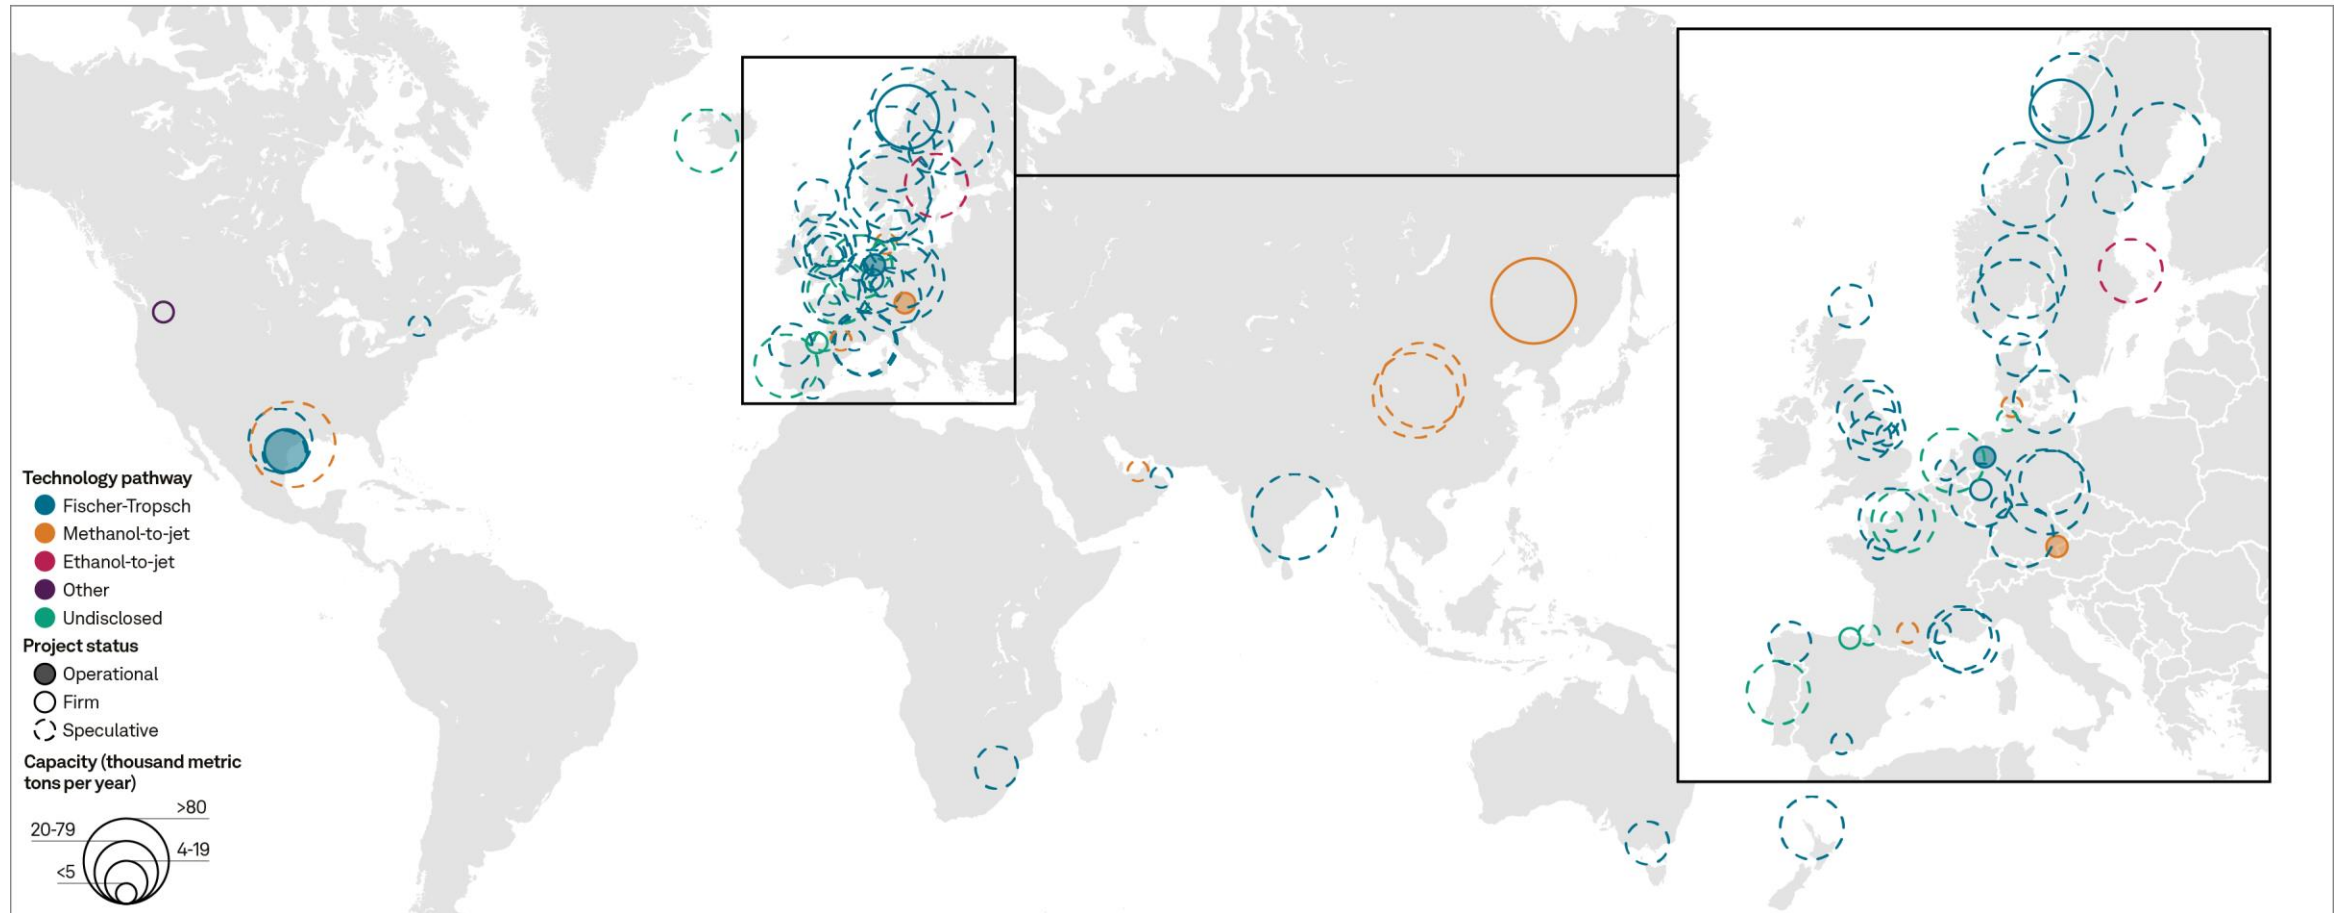 Technology pathway
Fischer-Tropsch
Methanol-to-jet
Ethanol-to-jet
Other
Undisclosed
Project status
Operational
Firm
Speculative
Capacity (thousand metric
tons per year)
>80
20-79
4-19
<5